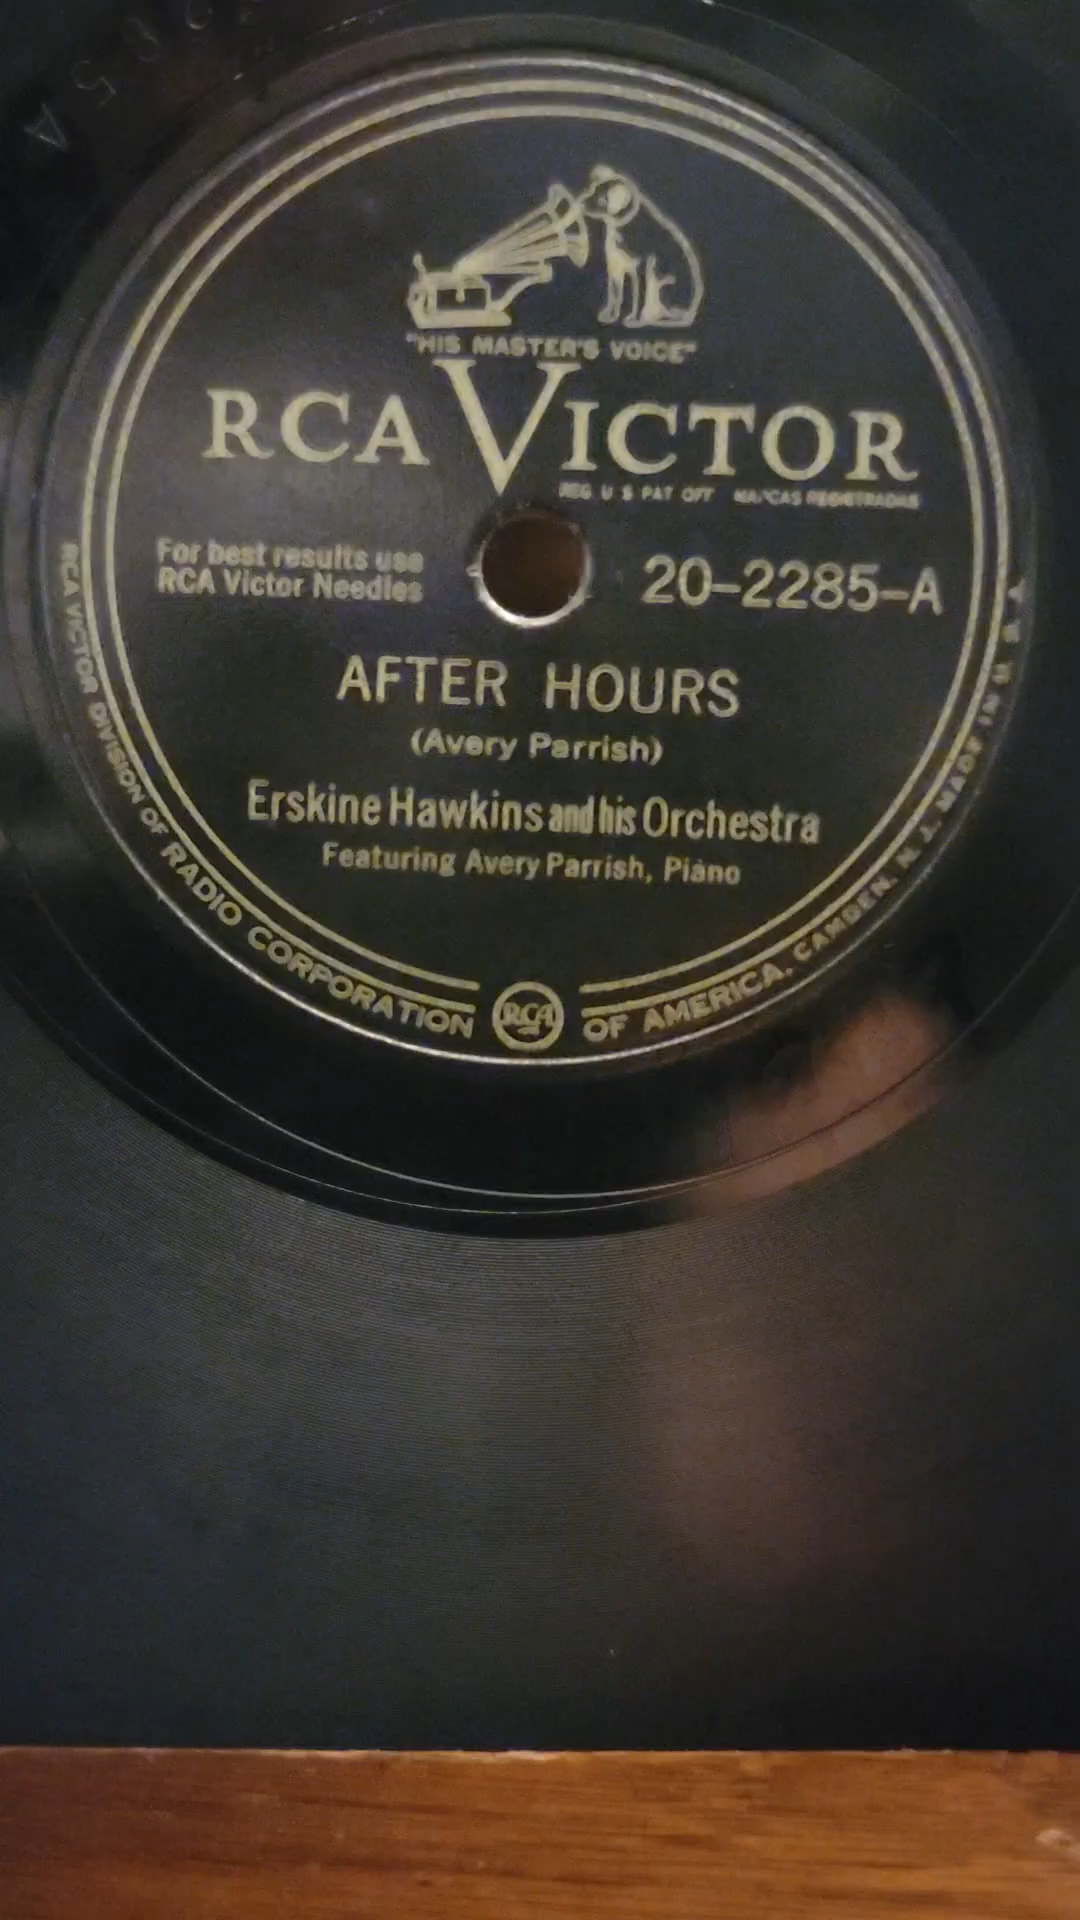 "HIS MASTER'S VOICE"
RCA VICTOR
REG. U S PAT OFF MARCAS REGISTRADAS
For best results use
RCA Victor Needles
20-2285-A
AFTER HOURS
(Avery Parrish)
Erskine Hawkins and his Orchestra
Featuring Avery Parrish, Piano
RCA VICTOR DIVISION OF RADIO CORPORATION OF AMERICA, CAMDEN, N. J. MADE IN U. S. A.
RCA